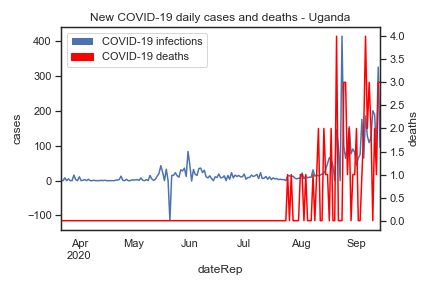 New COVID-19 daily cases and deaths - Uganda
COVID-19 infections
COVID-19 deaths
400
300
200
100
0
−100
cases
4.0
3.5
3.0
2.5
2.0
1.5
1.0
0.5
0.0
deaths
Apr May Jun Jul Aug Sep
2020
dateRep